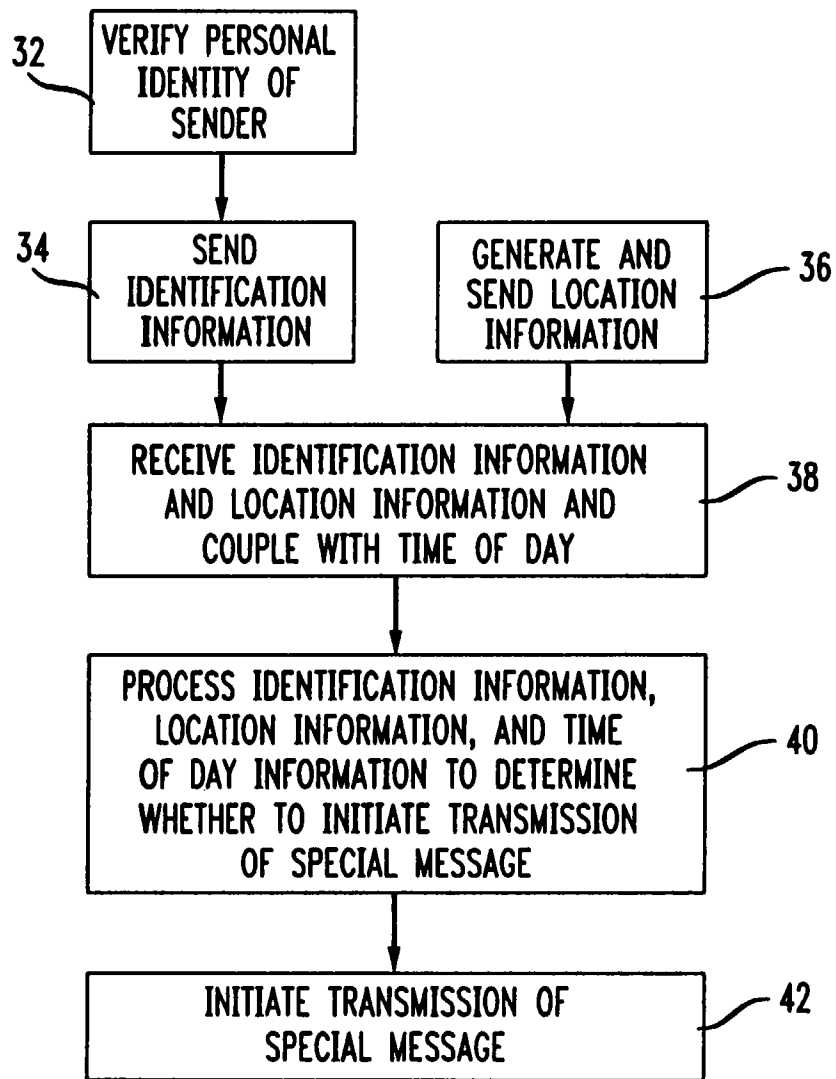 32
VERIFY PERSONAL
IDENTITY OF
SENDER
34
SEND
IDENTIFICATION
INFORMATION
GENERATE AND
SEND LOCATION
INFORMATION
36
RECEIVE IDENTIFICATION INFORMATION
AND LOCATION INFORMATION AND
COUPLE WITH TIME OF DAY
38
PROCESS IDENTIFICATION INFORMATION,
LOCATION INFORMATION, AND TIME
OF DAY INFORMATION TO DETERMINE
WHETHER TO INITIATE TRANSMISSION
OF SPECIAL MESSAGE
40
INITIATE TRANSMISSION OF
SPECIAL MESSAGE
42